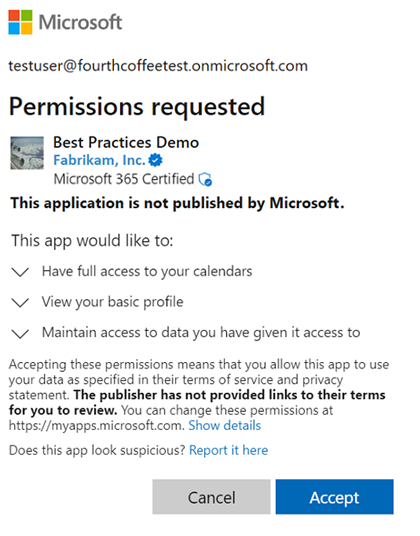 Microsoft
testuser@fourthcoffeetest.onmicrosoft.com
Permissions requested
Best Practices Demo
Fabrikam, Inc.
Microsoft 365 Certified
This application is not published by Microsoft.
This app would like to:
Have full access to your calendars
View your basic profile
Maintain access to data you have given it access to
Accepting these permissions means that you allow this app to use
your data as specified in their terms of service and privacy
statement. The publisher has not provided links to their terms
for you to review. You can change these permissions at
https://myapps.microsoft.com. Show details
Does this app look suspicious? Report it here
Cancel
Accept